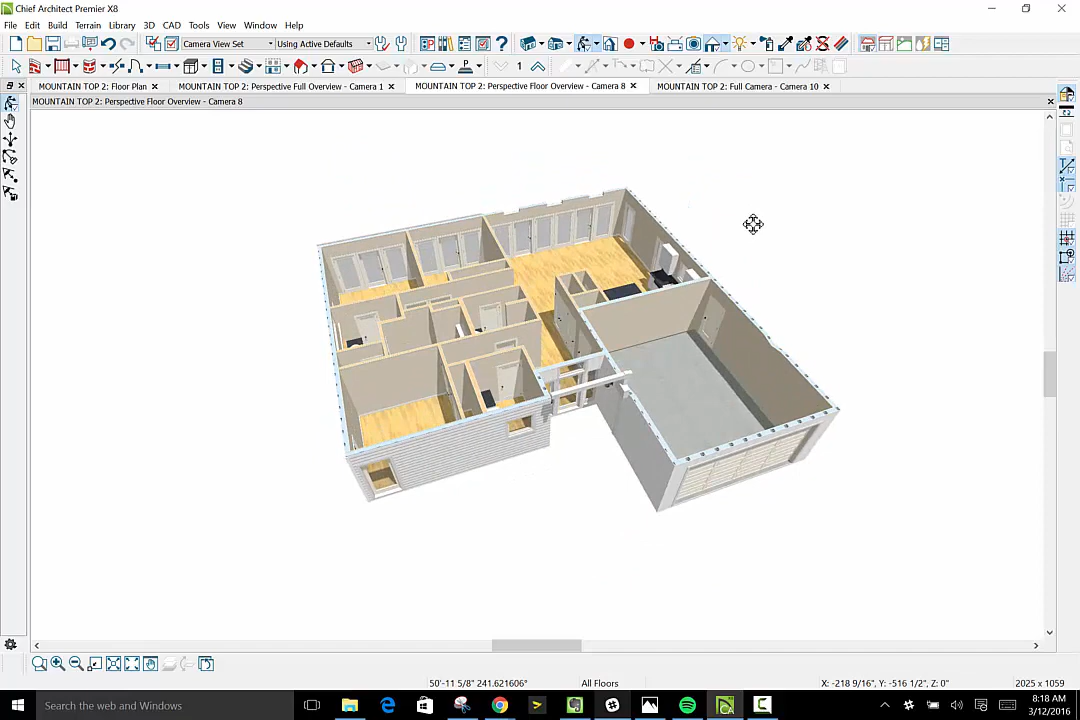 Chief Architect Premier X8
File Edit Build Terrain Library 3D CAD Tools View Window Help
Camera View Set Using Active Defaults
1
MOUNTAIN TOP 2: Floor Plan MOUNTAIN TOP 2: Perspective Full Overview - Camera 1 MOUNTAIN TOP 2: Perspective Floor Overview - Camera 8 MOUNTAIN TOP 2: Full Camera - Camera 10
MOUNTAIN TOP 2: Perspective Floor Overview - Camera 8
50'-11 5/8" 241.621606° All Floors X: -218 9/16", Y: -516 1/2", Z: 0" 2025 x 1059
Search the web and Windows
8:18 AM
3/12/2016